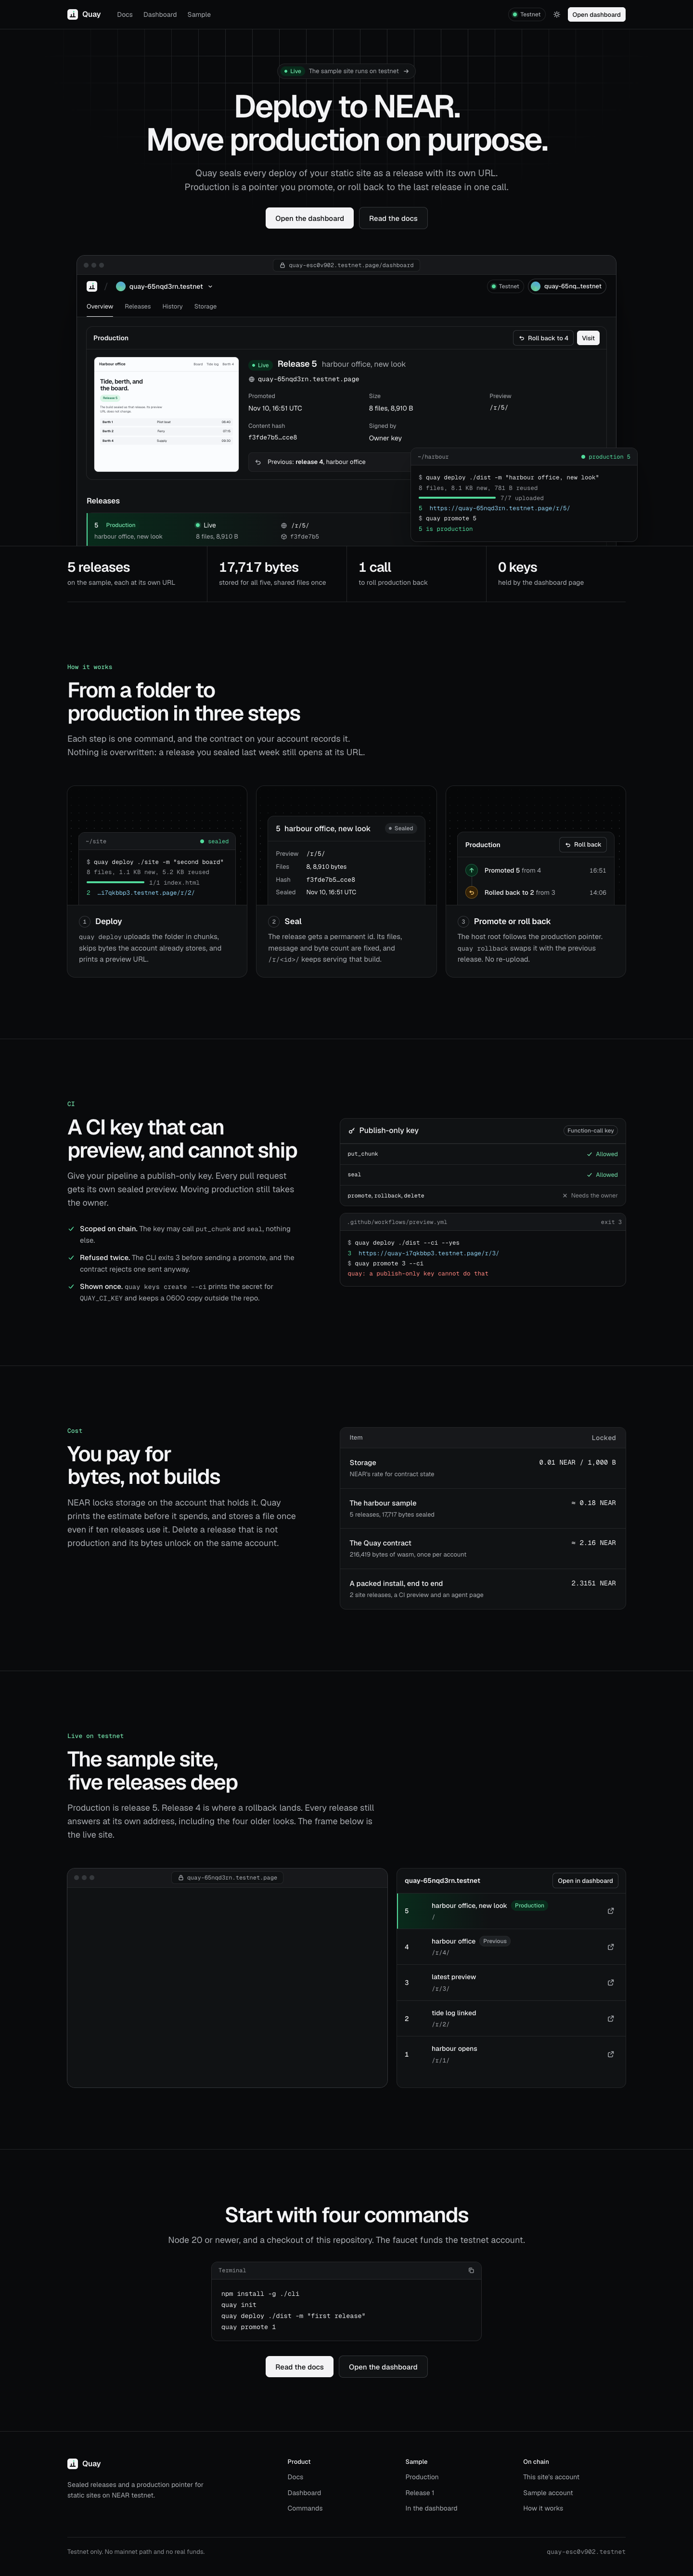 Quay Docs Dashboard Sample Testnet Open dashboard
Live The sample site runs on testnet →
Deploy to NEAR.
Move production on purpose.
Quay seals every deploy of your static site as a release with its own URL.
Production is a pointer you promote, or roll back to the last release in one call.
Open the dashboard Read the docs
quay-esc0v902.testnet.page/dashboard
/ quay-65nqd3rn.testnet Testnet quay-65nq…testnet
Overview Releases History Storage
Production Roll back to 4 Visit
Harbour office
Tide, berth, and
the board.
Live Release 5 harbour office, new look
quay-65nqd3rn.testnet.page
Promoted Size Preview
Nov 10, 16:51 UTC 8 files, 8,910 B /r/5/
Content hash Signed by
f3fde7b5…cce8 Owner key
Previous: release 4, harbour office
Releases
5 Production Live /r/5/
harbour office, new look 8 files, 8,910 B f3fde7b5
~/harbour production 5
$ quay deploy ./dist -m "harbour office, new look"
8 files, 8.1 KB new, 781 B reused
7/7 uploaded
5 https://quay-65nqd3rn.testnet.page/r/5/
$ quay promote 5
5 is production
5 releases
on the sample, each at its own URL
17,717 bytes
stored for all five, shared files once
1 call
to roll production back
0 keys
held by the dashboard page
How it works
From a folder to
production in three steps
Each step is one command, and the contract on your account records it.
Nothing is overwritten: a release you sealed last week still opens at its URL.
~/site sealed
$ quay deploy ./site -m "second board"
8 files, 1.1 KB new, 5.2 KB reused
1/1 index.html
2 …i7qkbbp3.testnet.page/r/2/
1 Deploy
quay deploy uploads the folder in chunks,
skips bytes the account already stores, and
prints a preview URL.
5 harbour office, new look Sealed
Preview /r/5/
Files 8, 8,910 bytes
Hash f3fde7b5…cce8
Sealed Nov 10, 16:51 UTC
2 Seal
The release gets a permanent id. Its files,
message and byte count are fixed, and
/r/<id>/ keeps serving that build.
Production Roll back
Promoted 5 from 4 16:51
Rolled back to 2 from 3 14:06
3 Promote or roll back
The host root follows the production pointer.
quay rollback swaps it with the previous
release. No re-upload.
CI
A CI key that can
preview, and cannot ship
Give your pipeline a publish-only key. Every pull request
gets its own sealed preview. Moving production still takes
the owner.
Scoped on chain. The key may call put_chunk and seal, nothing
else.
Refused twice. The CLI exits 3 before sending a promote, and the
contract rejects one sent anyway.
Shown once. quay keys create --ci prints the secret for
QUAY_CI_KEY and keeps a 0600 copy outside the repo.
Publish-only key Function-call key
put_chunk Allowed
seal Allowed
promote, rollback, delete Needs the owner
.github/workflows/preview.yml exit 3
$ quay deploy ./dist --ci --yes
3 https://quay-i7qkbbp3.testnet.page/r/3/
$ quay promote 3 --ci
quay: a publish-only key cannot do that
Cost
You pay for
bytes, not builds
NEAR locks storage on the account that holds it. Quay
prints the estimate before it spends, and stores a file once
even if ten releases use it. Delete a release that is not
production and its bytes unlock on the same account.
Item Locked
Storage 0.01 NEAR / 1,000 B
NEAR's rate for contract state
The harbour sample ≈ 0.18 NEAR
5 releases, 17,717 bytes sealed
The Quay contract ≈ 2.16 NEAR
216,419 bytes of wasm, once per account
A packed install, end to end 2.3151 NEAR
2 site releases, a CI preview and an agent page
Live on testnet
The sample site,
five releases deep
Production is release 5. Release 4 is where a rollback lands. Every release still
answers at its own address, including the four older looks. The frame below is
the live site.
quay-65nqd3rn.testnet.page
quay-65nqd3rn.testnet Open in dashboard
5 harbour office, new look Production
/
4 harbour office Previous
/r/4/
3 latest preview
/r/3/
2 tide log linked
/r/2/
1 harbour opens
/r/1/
Start with four commands
Node 20 or newer, and a checkout of this repository. The faucet funds the testnet account.
Terminal
npm install -g ./cli
quay init
quay deploy ./dist -m "first release"
quay promote 1
Read the docs Open the dashboard
Quay
Sealed releases and a production pointer for
static sites on NEAR testnet.
Product
Docs
Dashboard
Commands
Sample
Production
Release 1
In the dashboard
On chain
This site's account
Sample account
How it works
Testnet only. No mainnet path and no real funds. quay-esc0v902.testnet